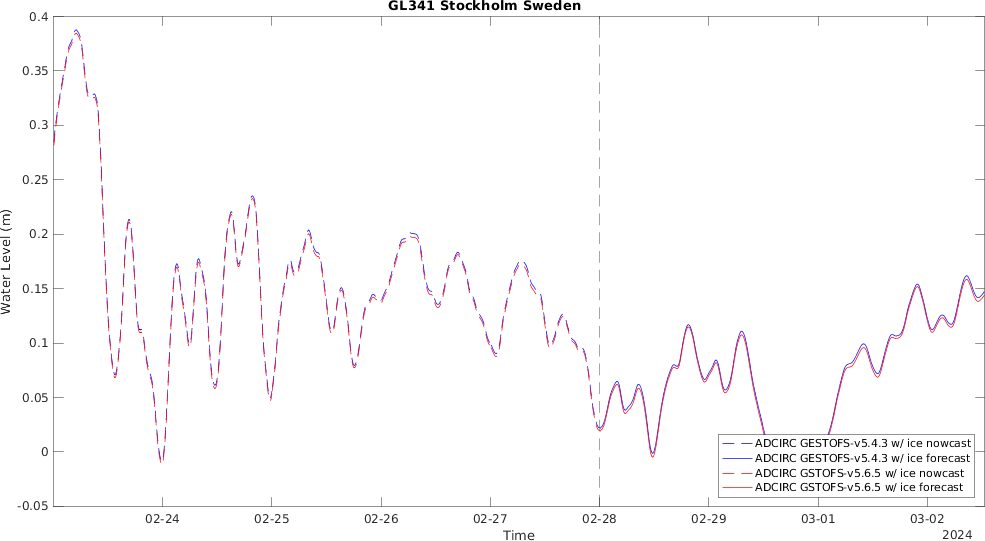 GL341 Stockholm Sweden
0.4
0.35
0.3
0.25
0.2
0.15
0.1
0.05
0
-0.05
Water Level (m)
02-24 02-25 02-26 02-27 02-28 02-29 03-01 03-02
Time
2024
ADCIRC GESTOFS-v5.4.3 w/ ice nowcast
ADCIRC GESTOFS-v5.4.3 w/ ice forecast
ADCIRC GSTOFS-v5.6.5 w/ ice nowcast
ADCIRC GSTOFS-v5.6.5 w/ ice forecast